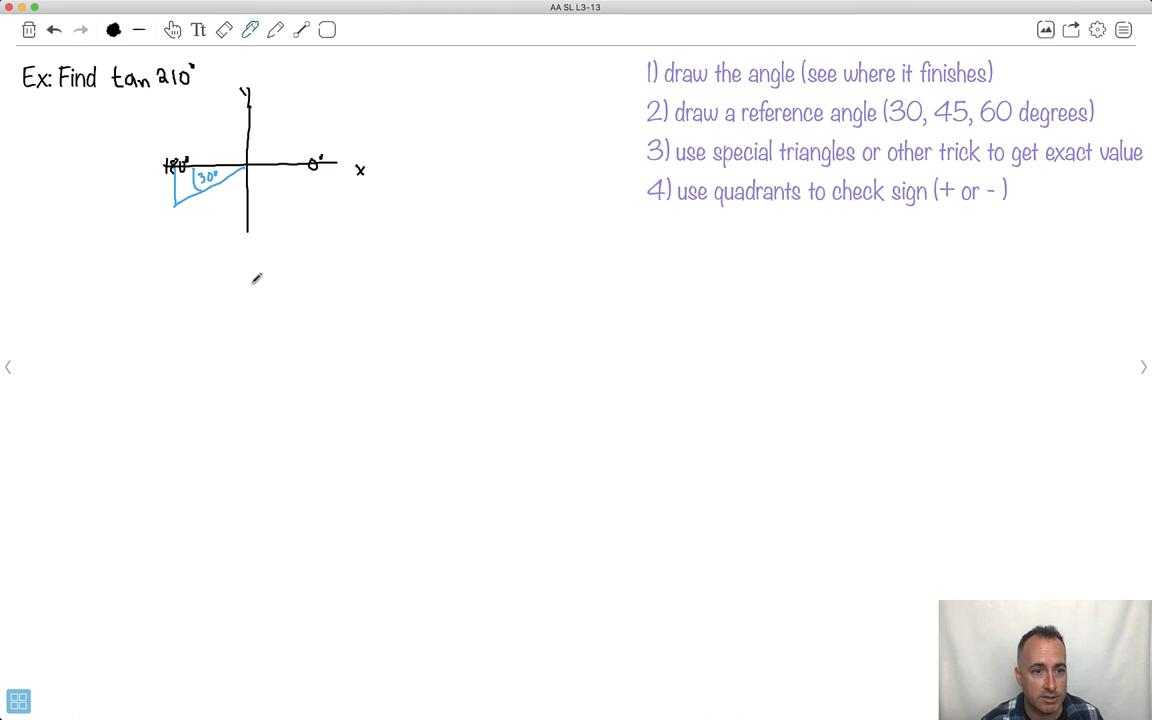 AA SL L3-13
Tt
Ex: Find tan 210°
1) draw the angle (see where it finishes)
2) draw a reference angle (30, 45, 60 degrees)
3) use special triangles or other trick to get exact value
4) use quadrants to check sign (+ or - )
y
180°
0°
x
30°